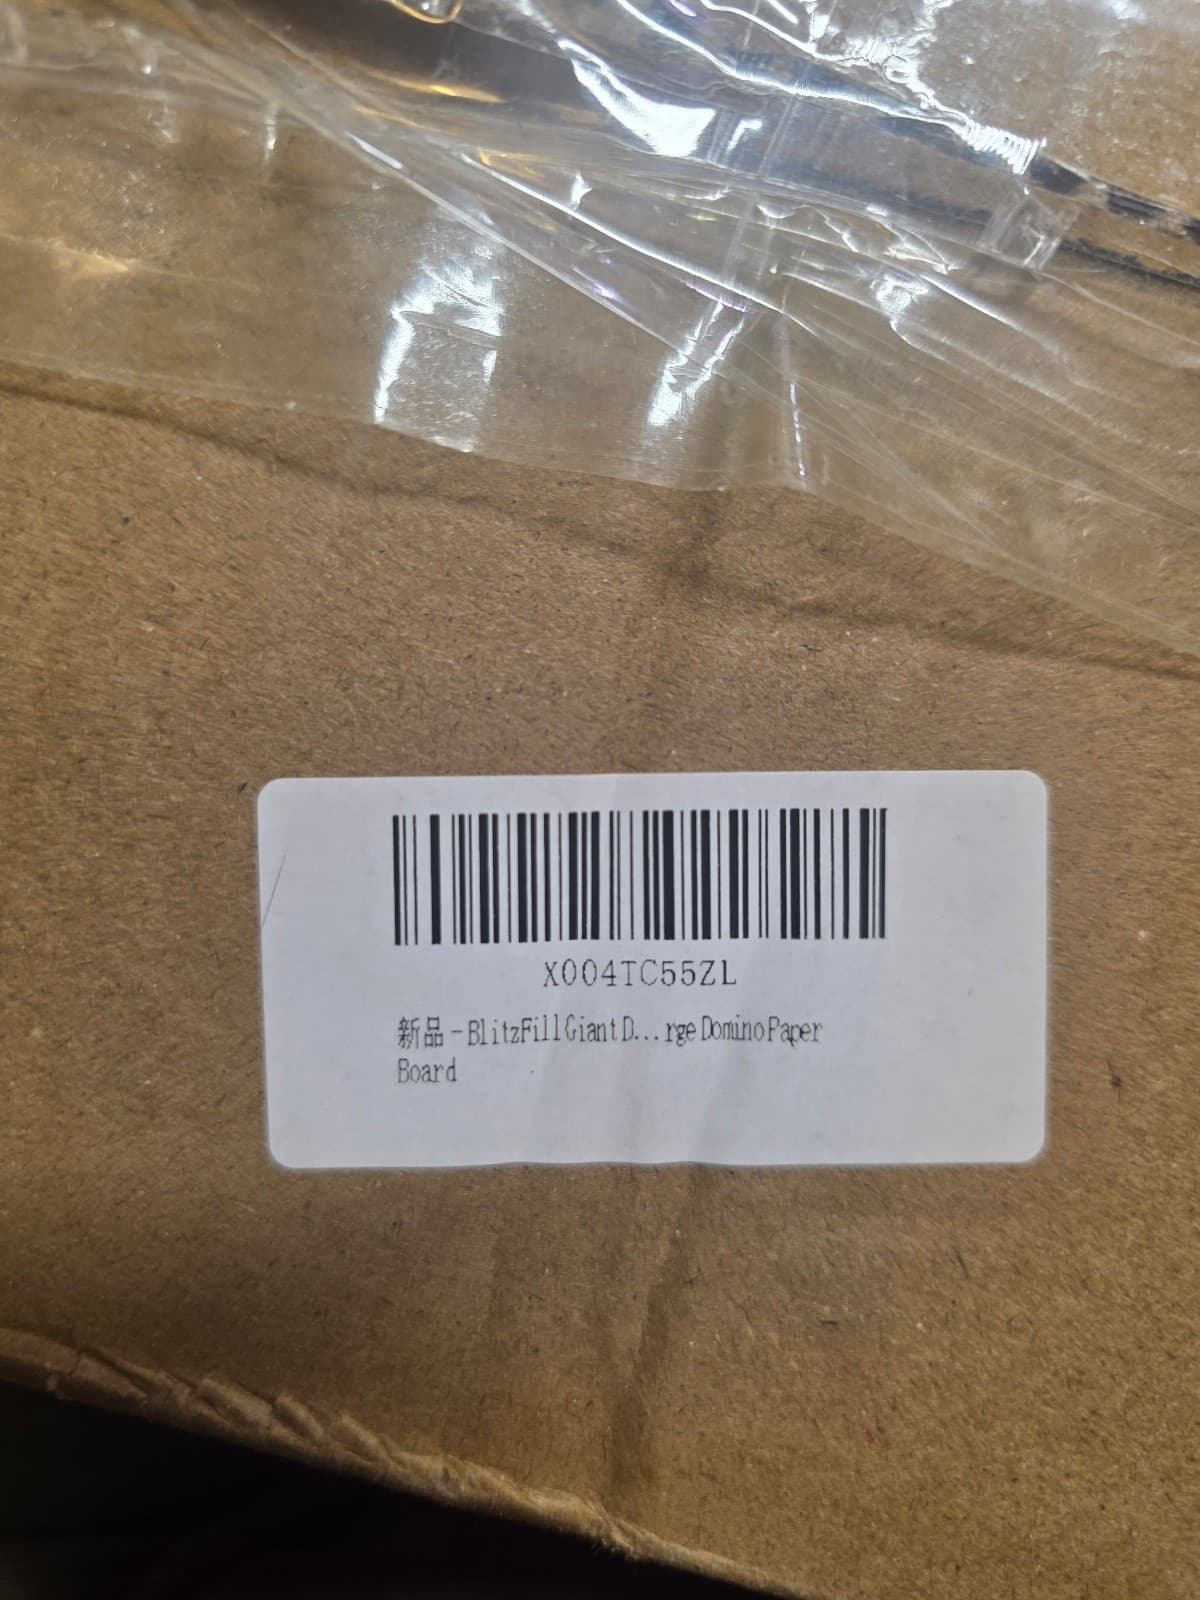 X004TC55ZL
新品 - BlitzFill Giant D...rge Domino Paper
Board